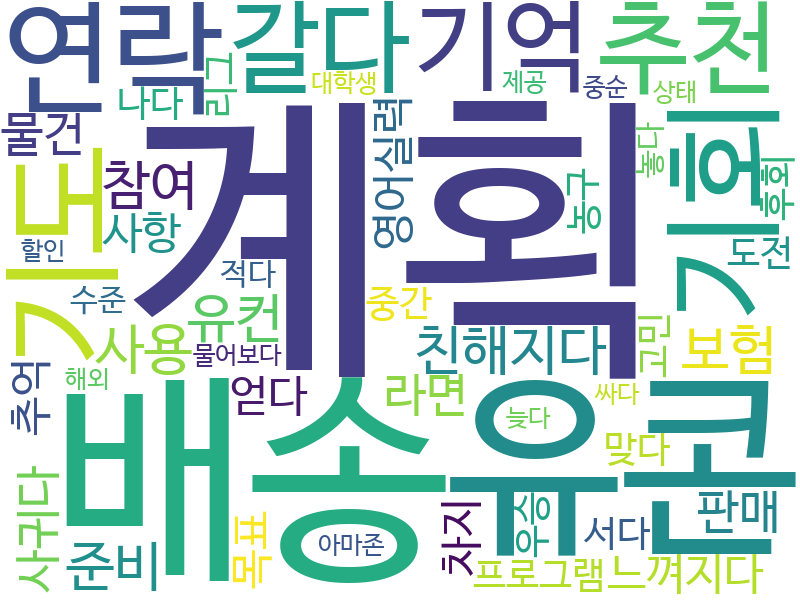 연락
갈다
기억
추천
나다
리그
대학생
제공
중순
상태
물건
계획
영어실력
놓다
기회
후회
참여
농구
기도
사항
도전
할인
적다
수준
유컨
중간
사용
물어보다
친해지다
고민
보험
해외
추억
얻다
라면
싸다
배송
늦다
맞다
사귀다
준비
목표
아마존
차지
우승
서다
판매
프로그램
느껴지다